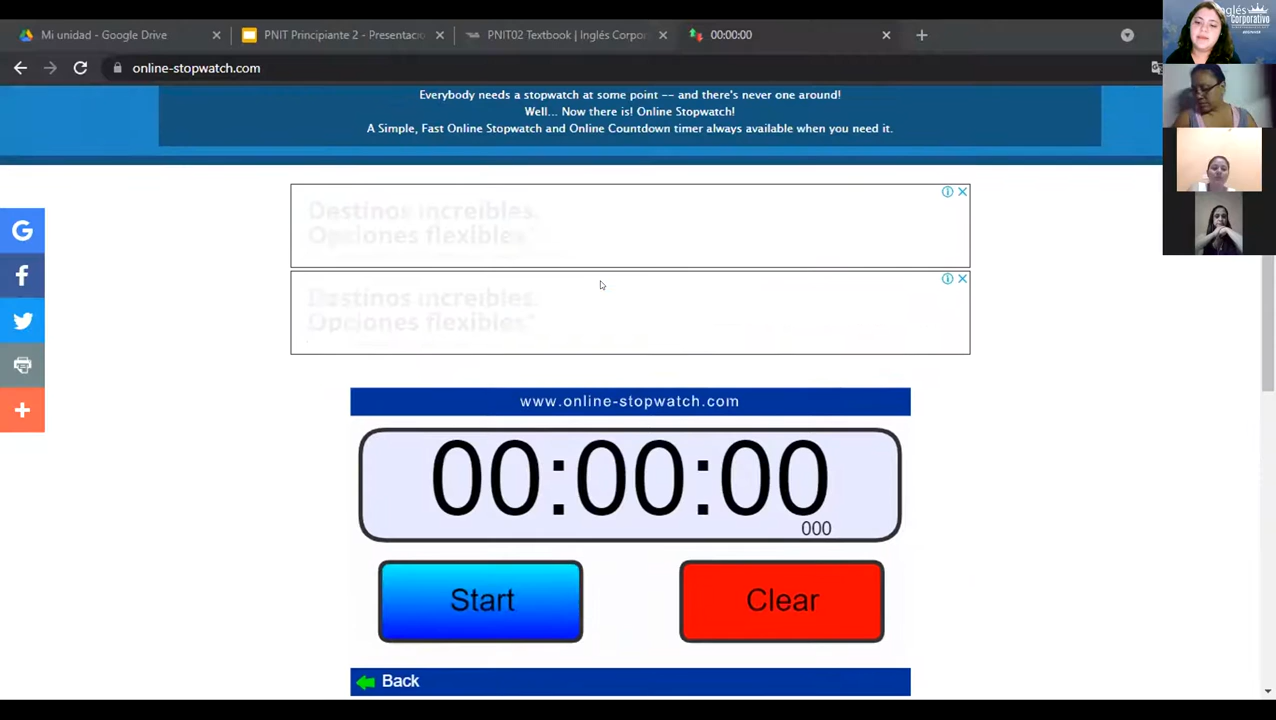 Mi unidad - Google Drive
PNIT Principiante 2 - Presentacio
PNIT02 Textbook | Inglés Corpor
00:00:00
online-stopwatch.com
Everybody needs a stopwatch at some point -- and there's never one around!
Well... Now there is! Online Stopwatch!
A Simple, Fast Online Stopwatch and Online Countdown timer always available when you need it.
Destinos increíbles.
Opciones flexibles
Destinos increíbles.
Opciones flexibles
www.online-stopwatch.com
00:00:00
000
Start
Clear
Back
Inglés
Corporativo